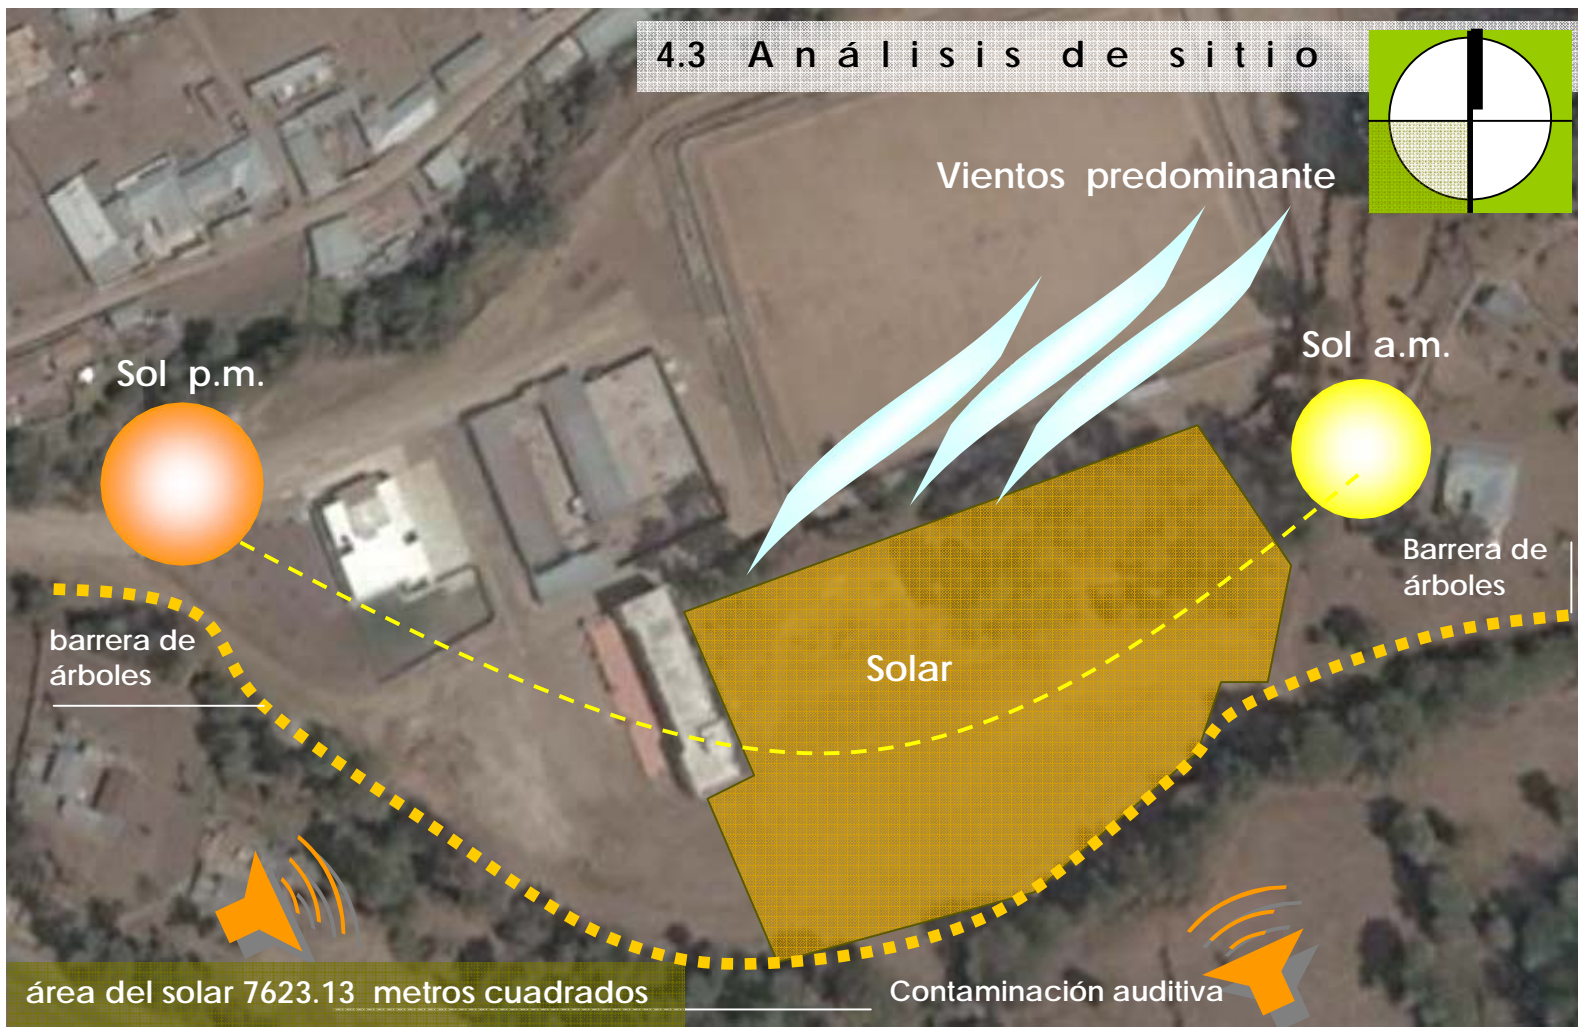 4.3 Análisis de sitio
Vientos predominante
Sol a.m.
Sol p.m.
Barrera de
árboles
barrera de
árboles
Solar
área del solar 7623.13 metros cuadrados
Contaminación auditiva